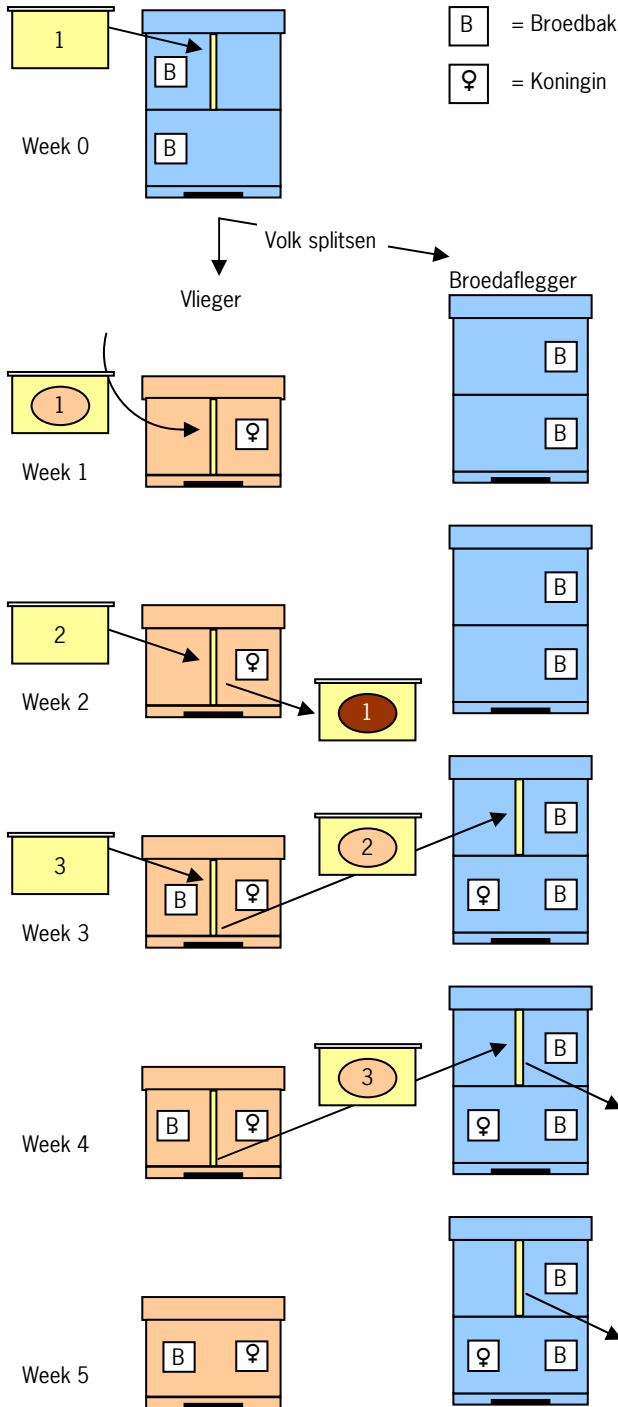 1
B = Broedbak
B
♀ = Koningin
Week 0
B
Volk splitsen
Vlieger
Broedaflegger
B
1
♀
B
Week 1
B
2
♀
B
Week 2
1
B
2
3
B
♀
♀
B
Week 3
B
3
B
♀
♀
B
Week 4
B
B
♀
♀
B
Week 5